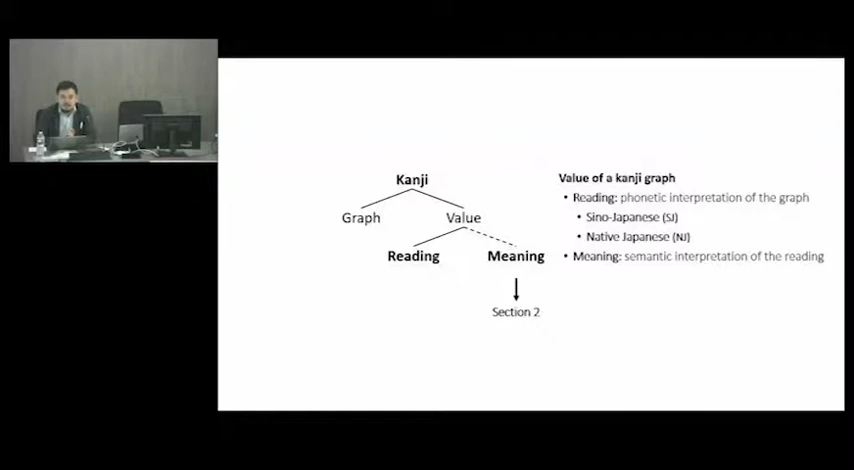 Kanji
Graph Value
Reading Meaning
Section 2
Value of a kanji graph
• Reading: phonetic interpretation of the graph
• Sino-Japanese (SJ)
• Native Japanese (NJ)
• Meaning: semantic interpretation of the reading